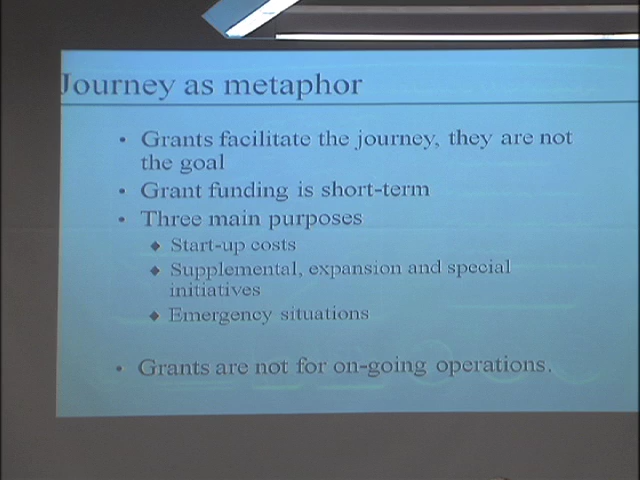 Journey as metaphor
• Grants facilitate the journey, they are not
the goal
• Grant funding is short-term
• Three main purposes
◆ Start-up costs
◆ Supplemental, expansion and special
initiatives
◆ Emergency situations
• Grants are not for on-going operations.